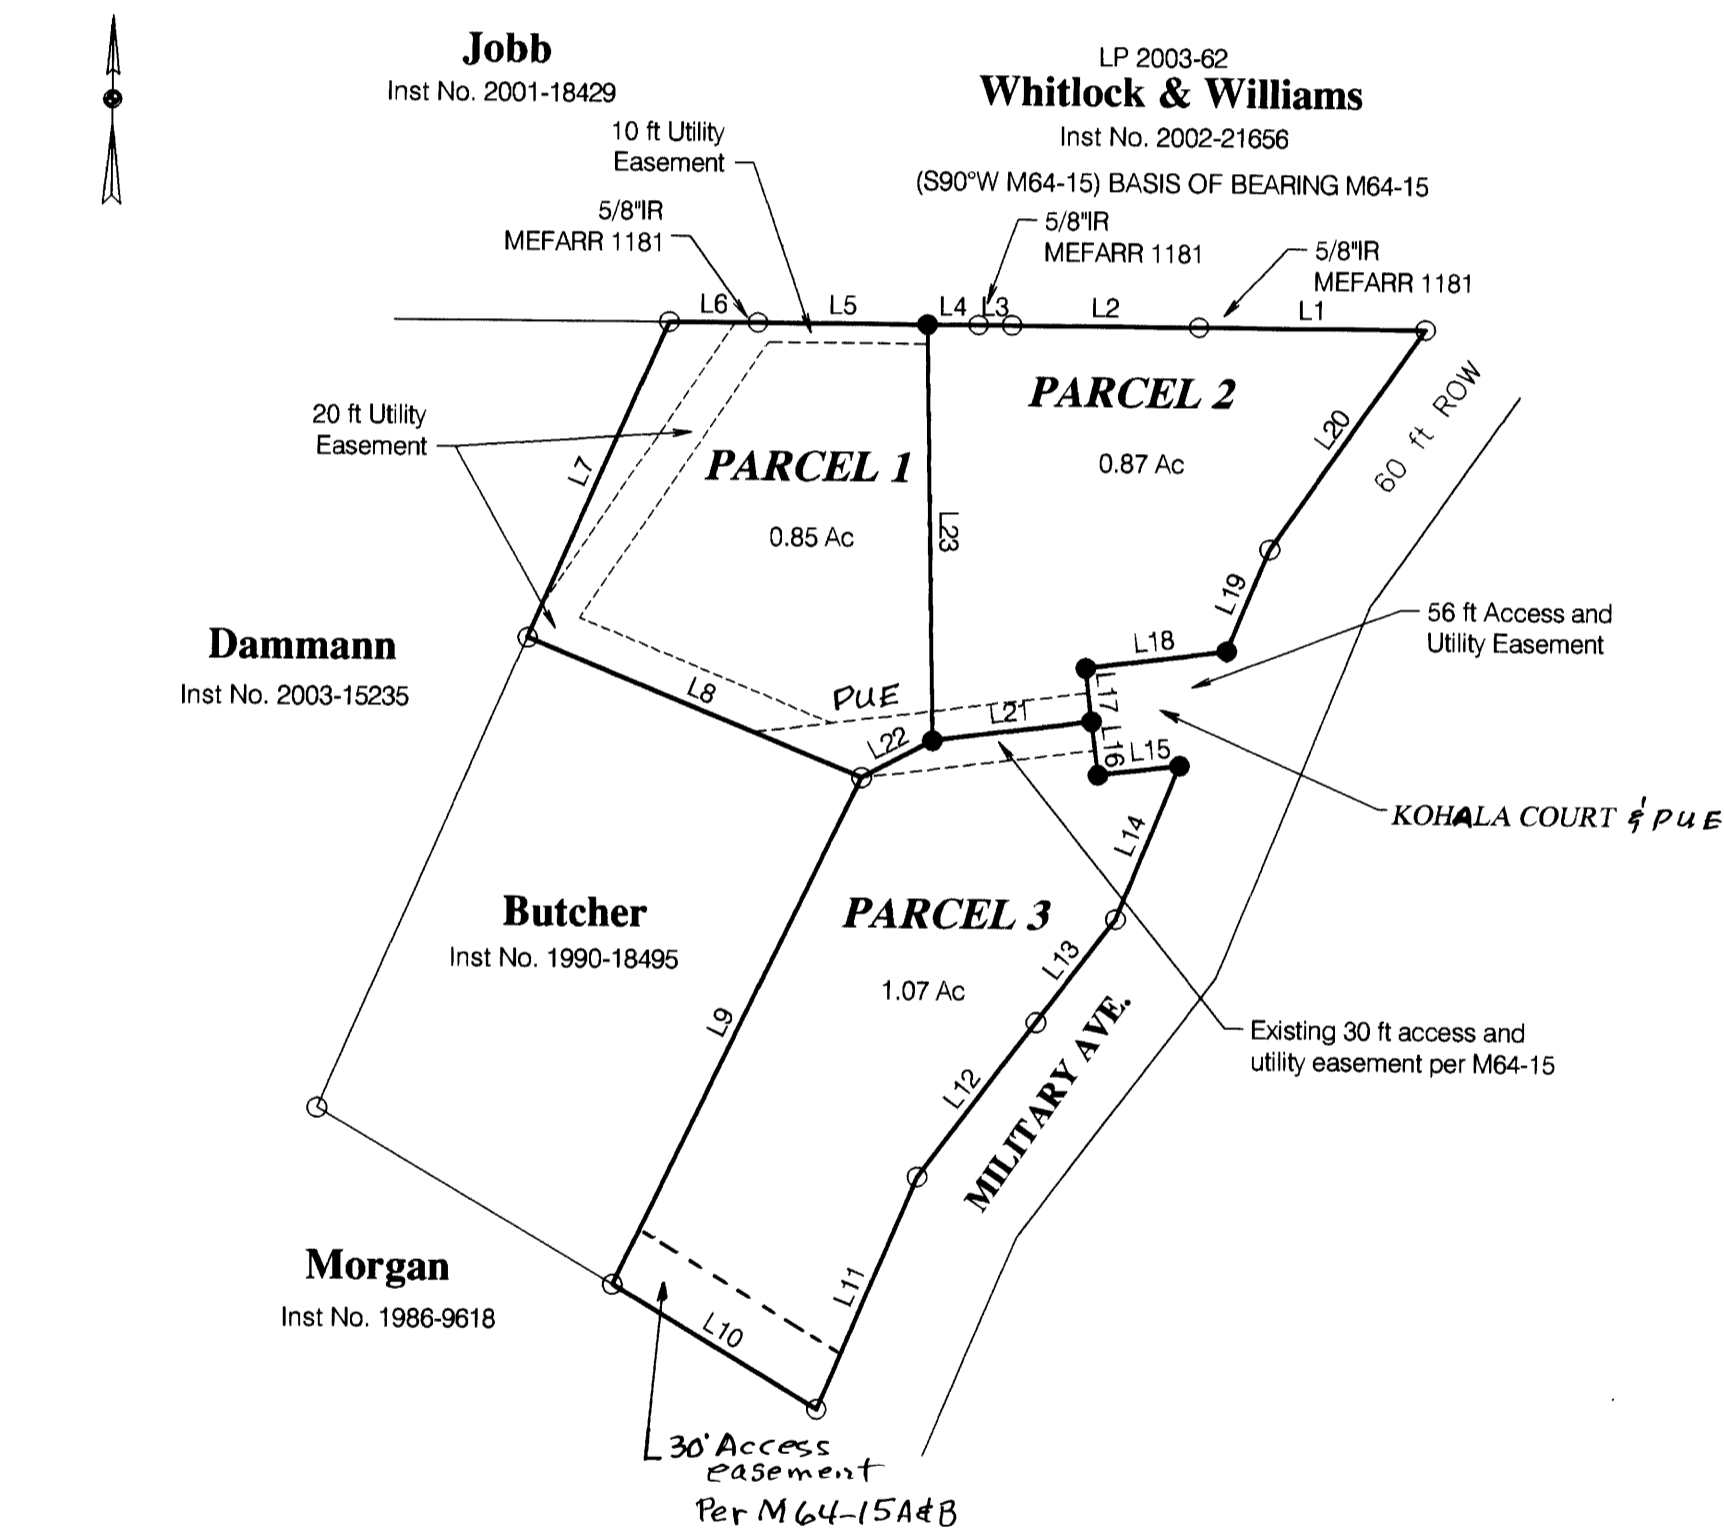 Jobb
Inst No. 2001-18429
LP 2003-62
Whitlock & Williams
Inst No. 2002-21656
(S90°W M64-15) BASIS OF BEARING M64-15
10 ft Utility
Easement
5/8"IR
MEFARR 1181
5/8"IR
MEFARR 1181
5/8"IR
MEFARR 1181
L6
L5
L4
L3
L2
L1
20 ft Utility
Easement
L7
PARCEL 1
0.85 Ac
L23
PARCEL 2
0.87 Ac
L20
60 ft ROW
L19
56 ft Access and
Utility Easement
L18
Dammann
Inst No. 2003-15235
L8
PUE
L17
L21
L22
L16
L15
KOHALA COURT & PUE
L14
Butcher
Inst No. 1990-18495
PARCEL 3
1.07 Ac
L9
L13
L12
MILITARY AVE.
Existing 30 ft access and
utility easement per M64-15
Morgan
Inst No. 1986-9618
L11
L10
30' Access
easement
Per M64-15A&B